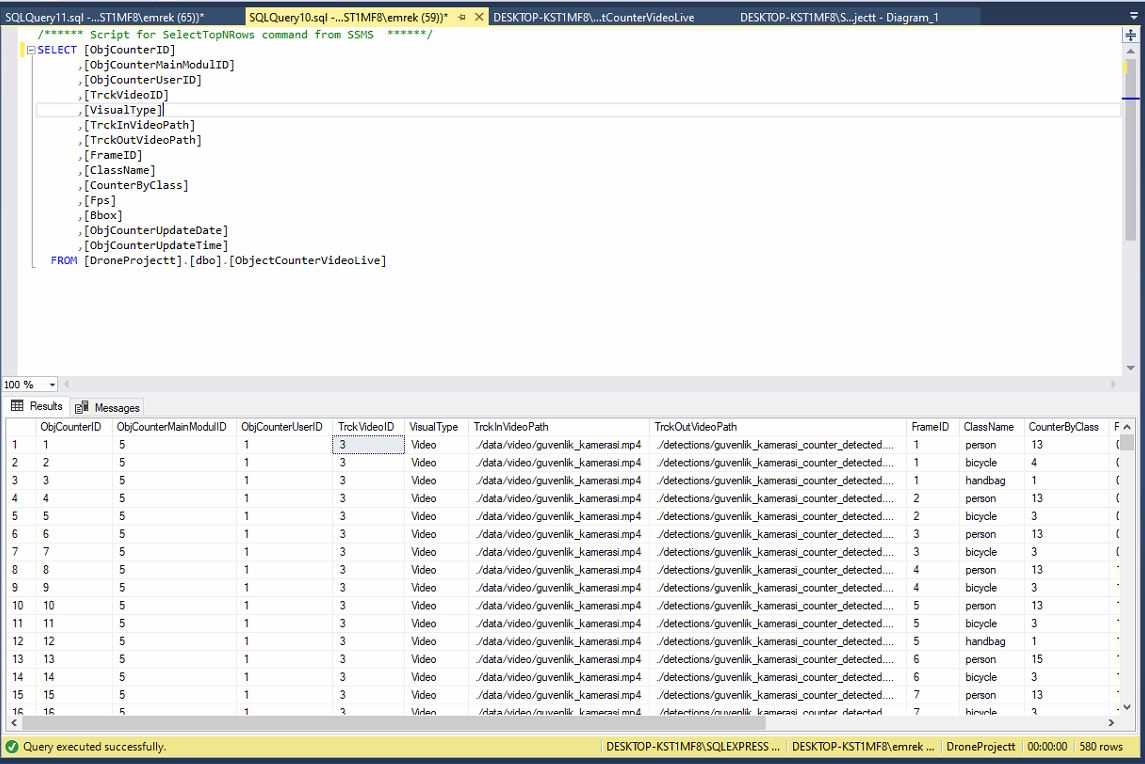 SQLQuery11.sql -...ST1MF8\emrek (65))* SQLQuery10.sql -...ST1MF8\emrek (59))* DESKTOP-KST1MF8\...tCounterVideoLive DESKTOP-KST1MF8\S...jectt - Diagram_1
/****** Script for SelectTopNRows command from SSMS ******/
SELECT [ObjCounterID]
,[ObjCounterMainModulID]
,[ObjCounterUserID]
,[TrckVideoID]
,[VisualType]
,[TrckInVideoPath]
,[TrckOutVideoPath]
,[FrameID]
,[ClassName]
,[CounterByClass]
,[Fps]
,[Bbox]
,[ObjCounterUpdateDate]
,[ObjCounterUpdateTime]
FROM [DroneProjectt].[dbo].[ObjectCounterVideoLive]
100 %
Results Messages
ObjCounterID ObjCounterMainModulID ObjCounterUserID TrckVideoID VisualType TrckInVideoPath TrckOutVideoPath FrameID ClassName CounterByClass F
1 1 5 1 3 Video ./data/video/guvenlik_kamerasi.mp4 ./detections/guvenlik_kamerasi_counter_detected.... 1 person 13
2 2 5 1 3 Video ./data/video/guvenlik_kamerasi.mp4 ./detections/guvenlik_kamerasi_counter_detected.... 1 bicycle 4
3 3 5 1 3 Video ./data/video/guvenlik_kamerasi.mp4 ./detections/guvenlik_kamerasi_counter_detected.... 1 handbag 1
4 4 5 1 3 Video ./data/video/guvenlik_kamerasi.mp4 ./detections/guvenlik_kamerasi_counter_detected.... 2 person 13
5 5 5 1 3 Video ./data/video/guvenlik_kamerasi.mp4 ./detections/guvenlik_kamerasi_counter_detected.... 2 bicycle 3
6 6 5 1 3 Video ./data/video/guvenlik_kamerasi.mp4 ./detections/guvenlik_kamerasi_counter_detected.... 3 person 13
7 7 5 1 3 Video ./data/video/guvenlik_kamerasi.mp4 ./detections/guvenlik_kamerasi_counter_detected.... 3 bicycle 3
8 8 5 1 3 Video ./data/video/guvenlik_kamerasi.mp4 ./detections/guvenlik_kamerasi_counter_detected.... 4 person 13
9 9 5 1 3 Video ./data/video/guvenlik_kamerasi.mp4 ./detections/guvenlik_kamerasi_counter_detected.... 4 bicycle 3
10 10 5 1 3 Video ./data/video/guvenlik_kamerasi.mp4 ./detections/guvenlik_kamerasi_counter_detected.... 5 person 13
11 11 5 1 3 Video ./data/video/guvenlik_kamerasi.mp4 ./detections/guvenlik_kamerasi_counter_detected.... 5 bicycle 3
12 12 5 1 3 Video ./data/video/guvenlik_kamerasi.mp4 ./detections/guvenlik_kamerasi_counter_detected.... 5 handbag 1
13 13 5 1 3 Video ./data/video/guvenlik_kamerasi.mp4 ./detections/guvenlik_kamerasi_counter_detected.... 6 person 15
14 14 5 1 3 Video ./data/video/guvenlik_kamerasi.mp4 ./detections/guvenlik_kamerasi_counter_detected.... 6 bicycle 3
15 15 5 1 3 Video ./data/video/guvenlik_kamerasi.mp4 ./detections/guvenlik_kamerasi_counter_detected.... 7 person 13
16 16 5 1 3 Video ./data/video/guvenlik_kamerasi.mp4 ./detections/guvenlik_kamerasi_counter_detected.... 7 bicycle 3
Query executed successfully. DESKTOP-KST1MF8\SQLEXPRESS ... DESKTOP-KST1MF8\emrek ... DroneProjectt 00:00:00 580 rows